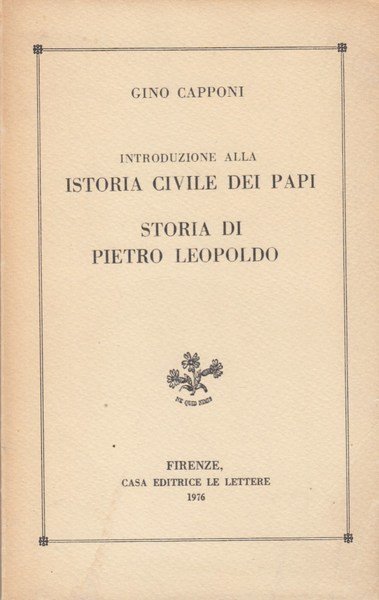 GINO CAPPONI
INTRODUZIONE ALLA
ISTORIA CIVILE DEI PAPI
STORIA DI
PIETRO LEOPOLDO
NE QUID NIMIS
FIRENZE,
CASA EDITRICE LE LETTERE
1976